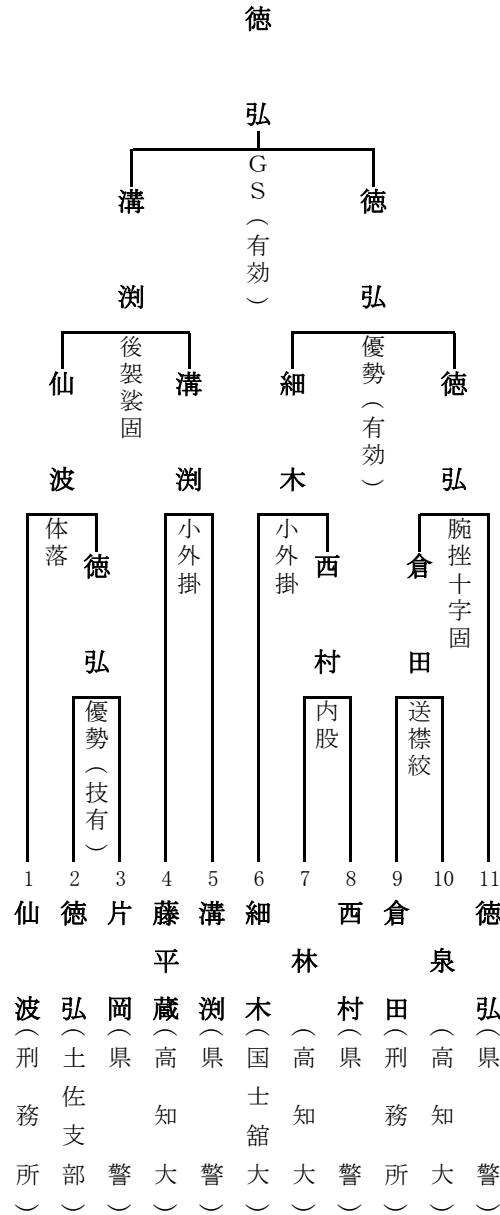 徳弘
GS（有効）
溝渕
徳弘
後袈裟固
優勢（有効）
仙波
溝渕
細木
徳弘
体落
小外掛
小外掛
腕挫十字固
徳弘
西村
倉田
優勢（技有）
内股
送襟絞
1 仙波（刑務所）
2 徳弘（土佐支部）
3 片岡（県警）
4 藤平蔵（高知大）
5 溝渕（県警）
6 細木（国士舘大）
7 林（高知大）
8 西村（県警）
9 倉田（刑務所）
10 泉（高知大）
11 徳弘（県警）